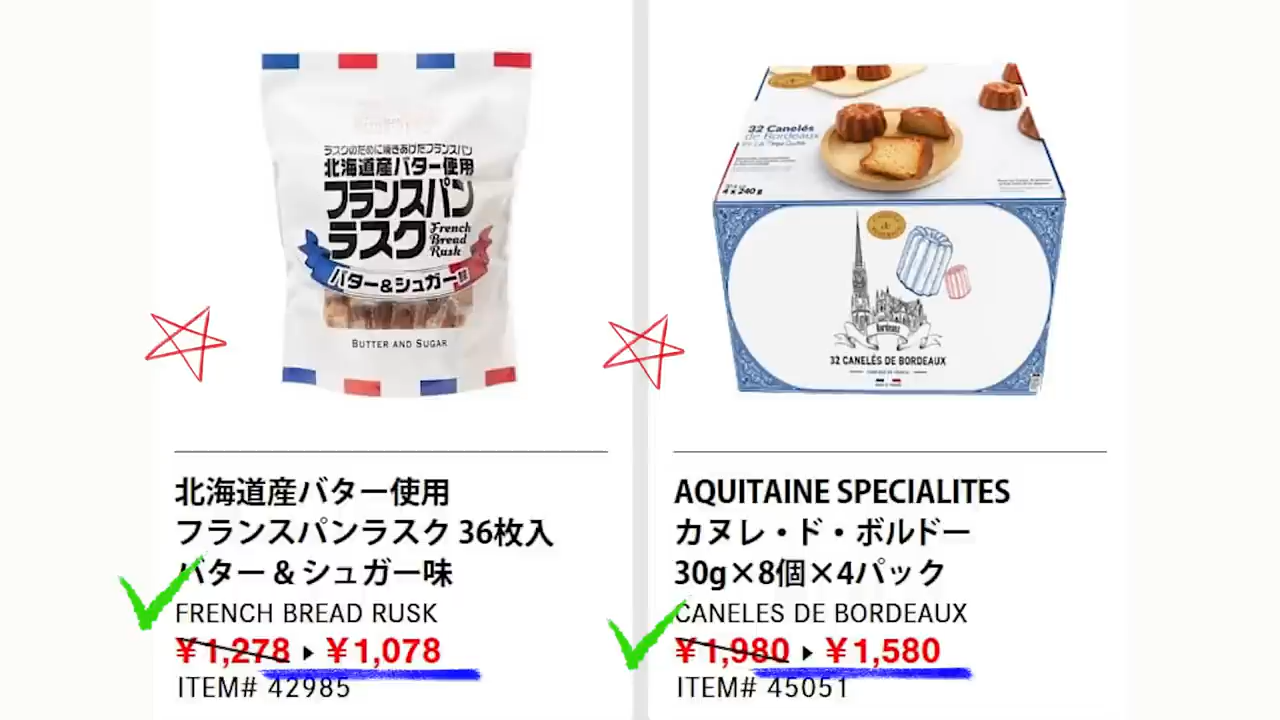 ラスクのために焼きあげたフランスパン
北海道産バター使用
フランスパン
ラスク
French
Bread
Rusk
バター&シュガー味
BUTTER AND SUGAR
北海道産バター使用
フランスパンラスク 36枚入
バター & シュガー味
FRENCH BREAD RUSK
¥1,278 ▶ ¥1,078
ITEM# 42985
32 Canelés
de Bordeaux
4 x 240 g
Bordeaux
32 CANELÉS DE BORDEAUX
AQUITAINE SPECIALITES
カヌレ・ド・ボルドー
30g×8個×4パック
CANELES DE BORDEAUX
¥1,980 ▶ ¥1,580
ITEM# 45051